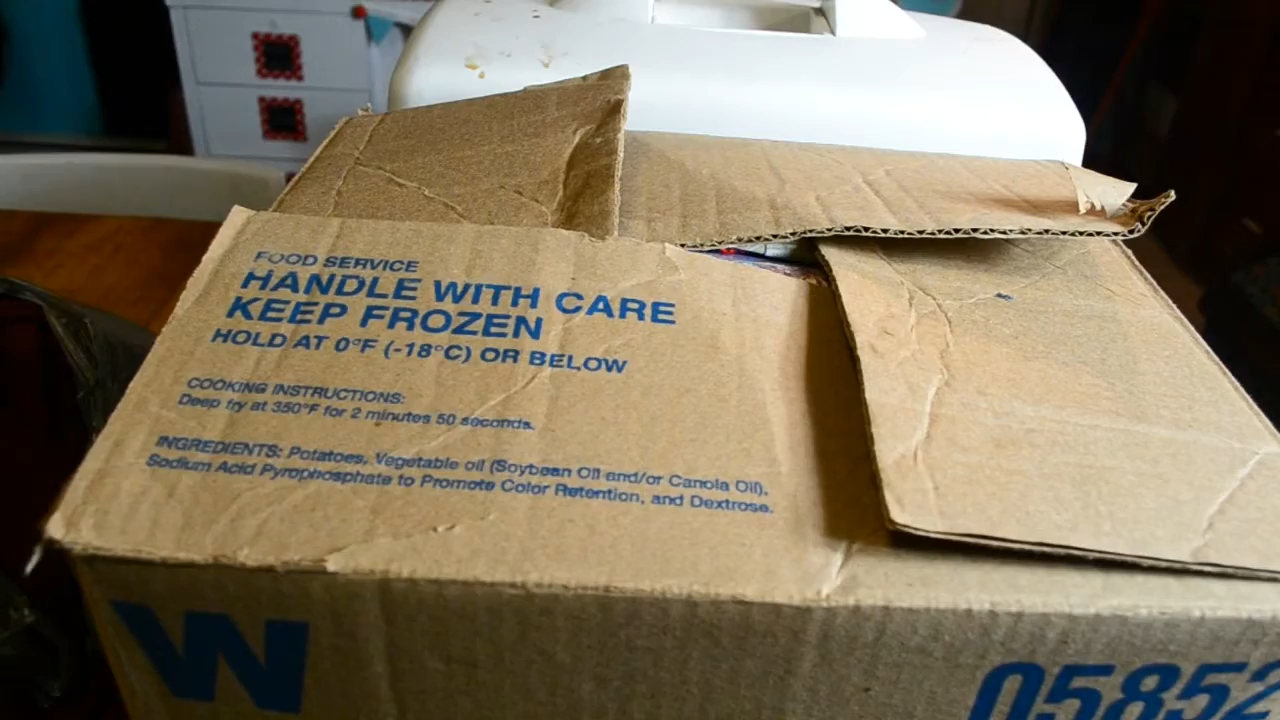 FOOD SERVICE
HANDLE WITH CARE
KEEP FROZEN
HOLD AT 0°F (-18°C) OR BELOW
COOKING INSTRUCTIONS:
Deep fry at 350°F for 2 minutes 50 seconds.
INGREDIENTS: Potatoes, Vegetable oil (Soybean Oil and/or Canola Oil),
Sodium Acid Pyrophosphate to Promote Color Retention, and Dextrose.
W
05852